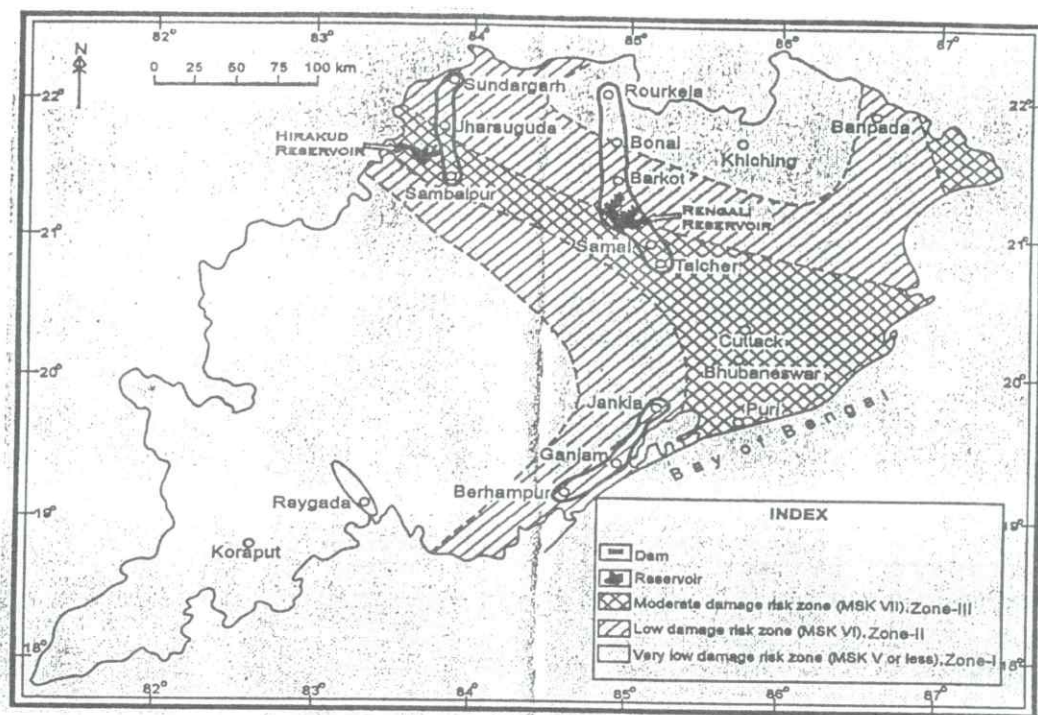 82°
83°
84°
85°
86°
87°
N
0 25 50 75 100 km
22°
22°
Sundargarh
Rourkela
Jharsuguda
Banpada
HIRAKUD
RESERVOIR
Bonai
Khiching
Barkot
Sambalpur
RENGALI
RESERVOIR
21°
21°
Samal
Talcher
Cuttack
Bhubaneswar
20°
20°
Jankia
Puri
Bay of Bengal
Ganjam
Berhampur
Raygada
19°
19°
Koraput
INDEX
Dam
Reservoir
Moderate damage risk zone (MSK VII).Zone-III
Low damage risk zone (MSK VI).Zone-II
Very low damage risk zone (MSK V or less).Zone-I
18°
18°
82°
83°
84°
85°
86°
87°